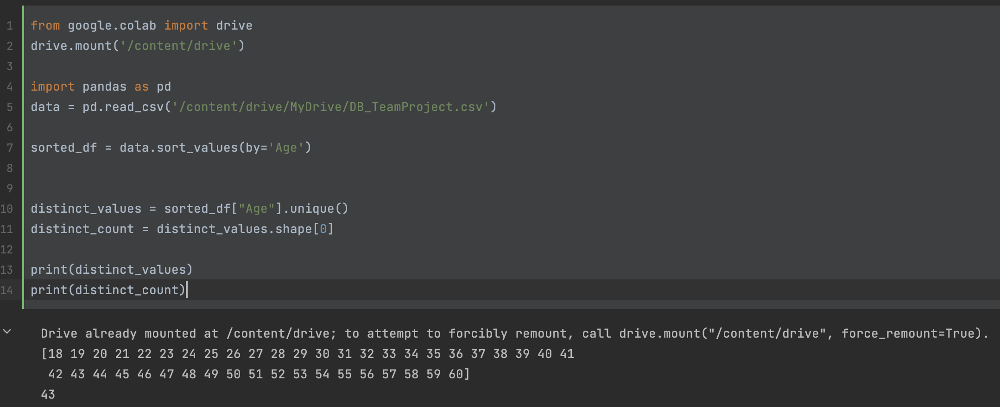 1 from google.colab import drive
2 drive.mount('/content/drive')
3
4 import pandas as pd
5 data = pd.read_csv('/content/drive/MyDrive/DB_TeamProject.csv')
6
7 sorted_df = data.sort_values(by='Age')
8
9
10 distinct_values = sorted_df["Age"].unique()
11 distinct_count = distinct_values.shape[0]
12
13 print(distinct_values)
14 print(distinct_count)
Drive already mounted at /content/drive; to attempt to forcibly remount, call drive.mount("/content/drive", force_remount=True).
[18 19 20 21 22 23 24 25 26 27 28 29 30 31 32 33 34 35 36 37 38 39 40 41
42 43 44 45 46 47 48 49 50 51 52 53 54 55 56 57 58 59 60]
43